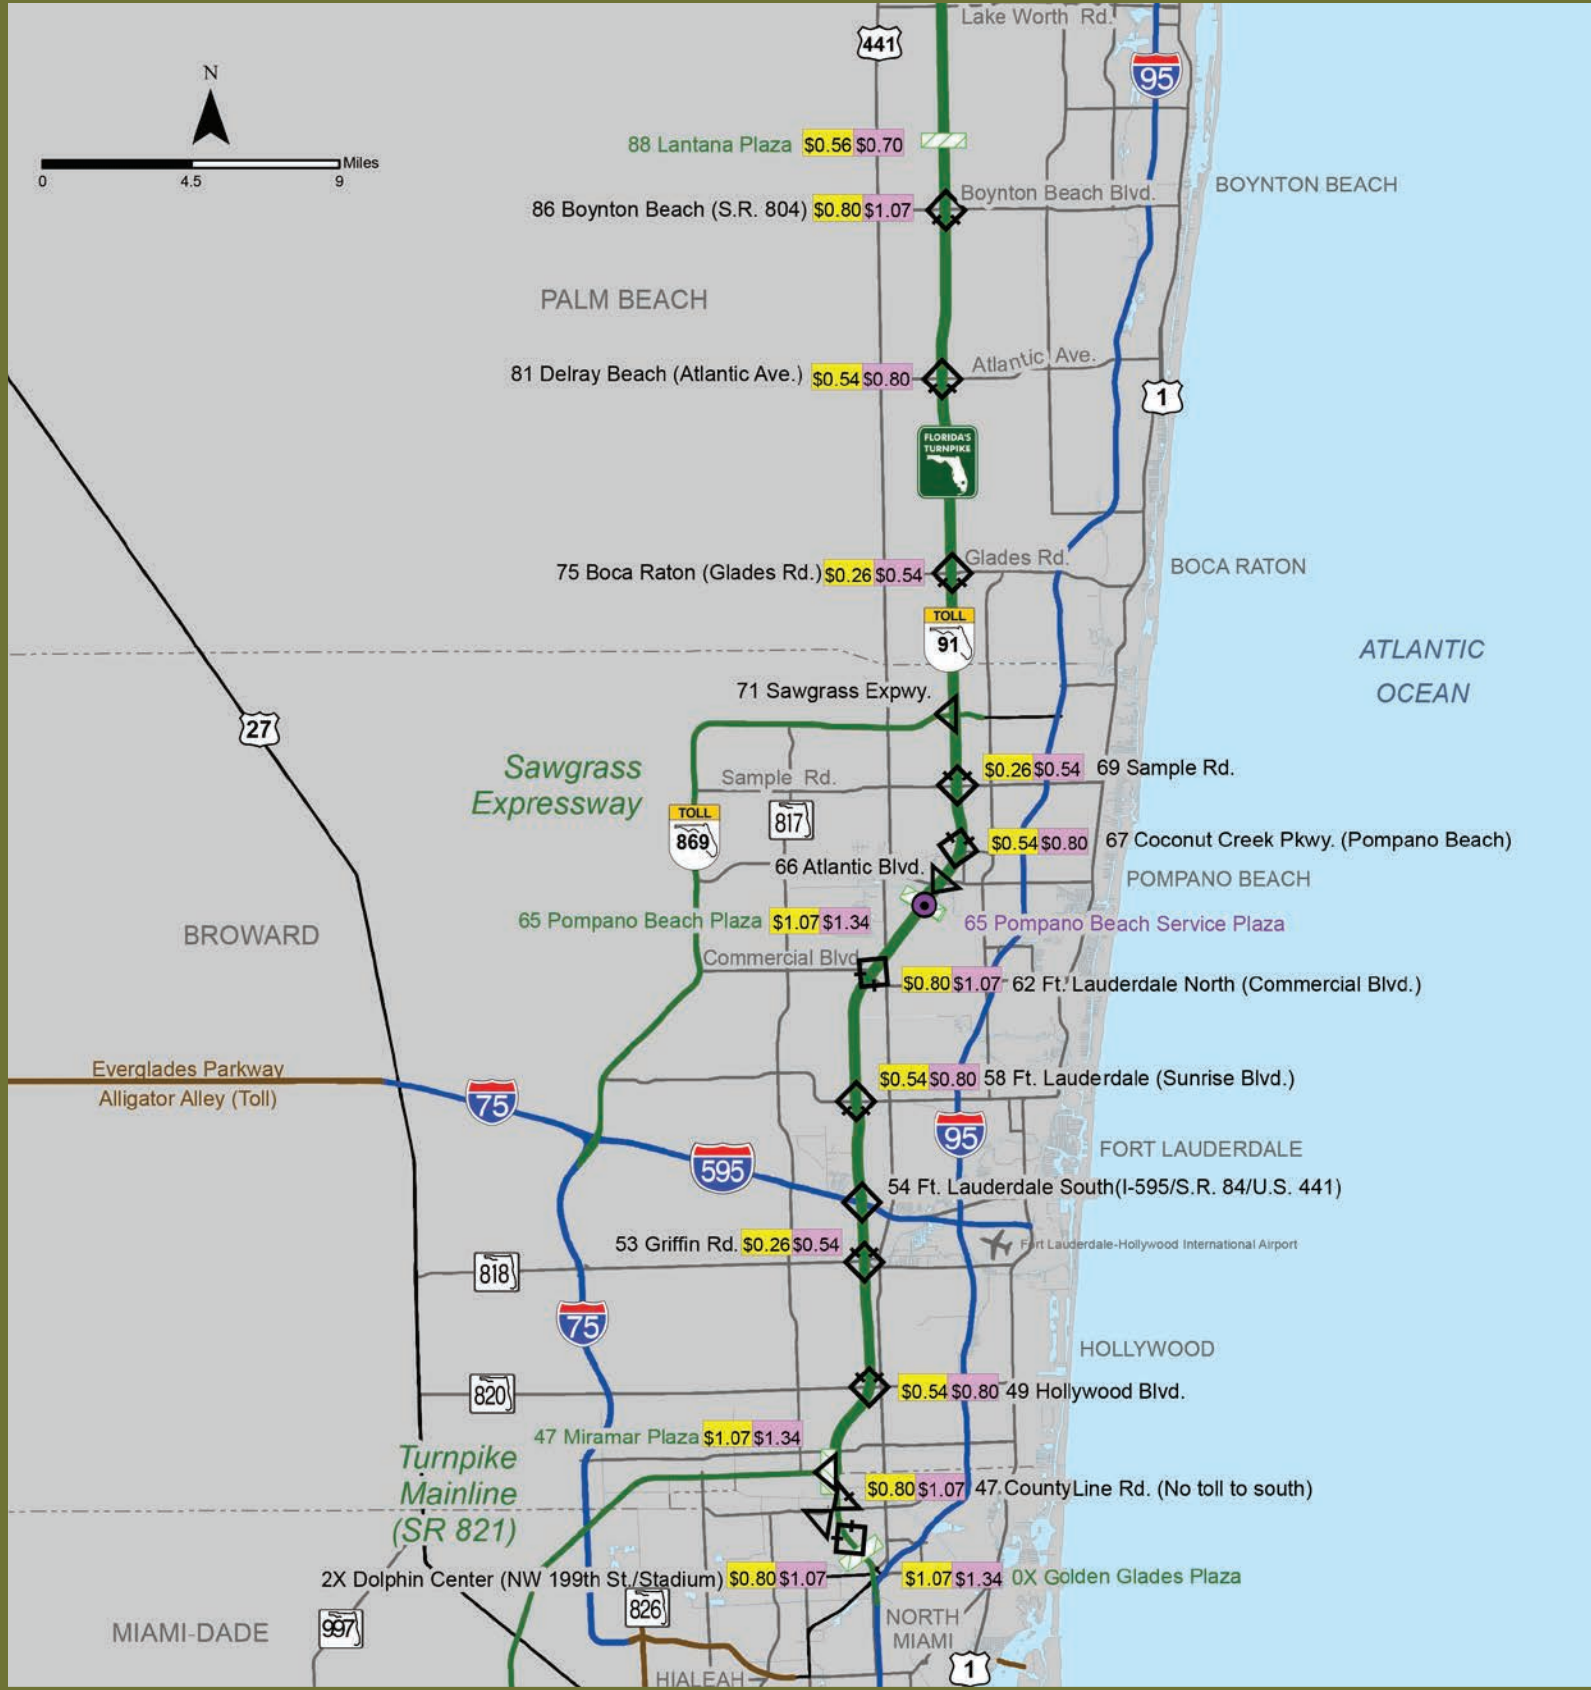 Lake Worth Rd.
441
95
N
Miles
0 4.5 9
88 Lantana Plaza $0.56 $0.70
BOYNTON BEACH
Boynton Beach Blvd.
86 Boynton Beach (S.R. 804) $0.80 $1.07
PALM BEACH
Atlantic Ave.
81 Delray Beach (Atlantic Ave.) $0.54 $0.80
1
FLORIDA'S
TURNPIKE
Glades Rd.
75 Boca Raton (Glades Rd.) $0.26 $0.54
BOCA RATON
TOLL
91
ATLANTIC
OCEAN
71 Sawgrass Expwy.
27
Sawgrass
Expressway
$0.26 $0.54 69 Sample Rd.
Sample Rd.
TOLL
869
817
$0.54 $0.80 67 Coconut Creek Pkwy. (Pompano Beach)
66 Atlantic Blvd.
POMPANO BEACH
65 Pompano Beach Plaza $1.07 $1.34
65 Pompano Beach Service Plaza
BROWARD
Commercial Blvd
$0.80 $1.07 62 Ft. Lauderdale North (Commercial Blvd.)
Everglades Parkway
Alligator Alley (Toll)
75
$0.54 $0.80 58 Ft. Lauderdale (Sunrise Blvd.)
95
FORT LAUDERDALE
595
54 Ft. Lauderdale South(I-595/S.R. 84/U.S. 441)
53 Griffin Rd. $0.26 $0.54
Fort Lauderdale-Hollywood International Airport
818
75
HOLLYWOOD
820
$0.54 $0.80 49 Hollywood Blvd.
47 Miramar Plaza $1.07 $1.34
Turnpike
Mainline
(SR 821)
$0.80 $1.07 47 CountyLine Rd. (No toll to south)
2X Dolphin Center (NW 199th St./Stadium) $0.80 $1.07
$1.07 $1.34 0X Golden Glades Plaza
826
997
MIAMI-DADE
NORTH
MIAMI
1
HIALEAH